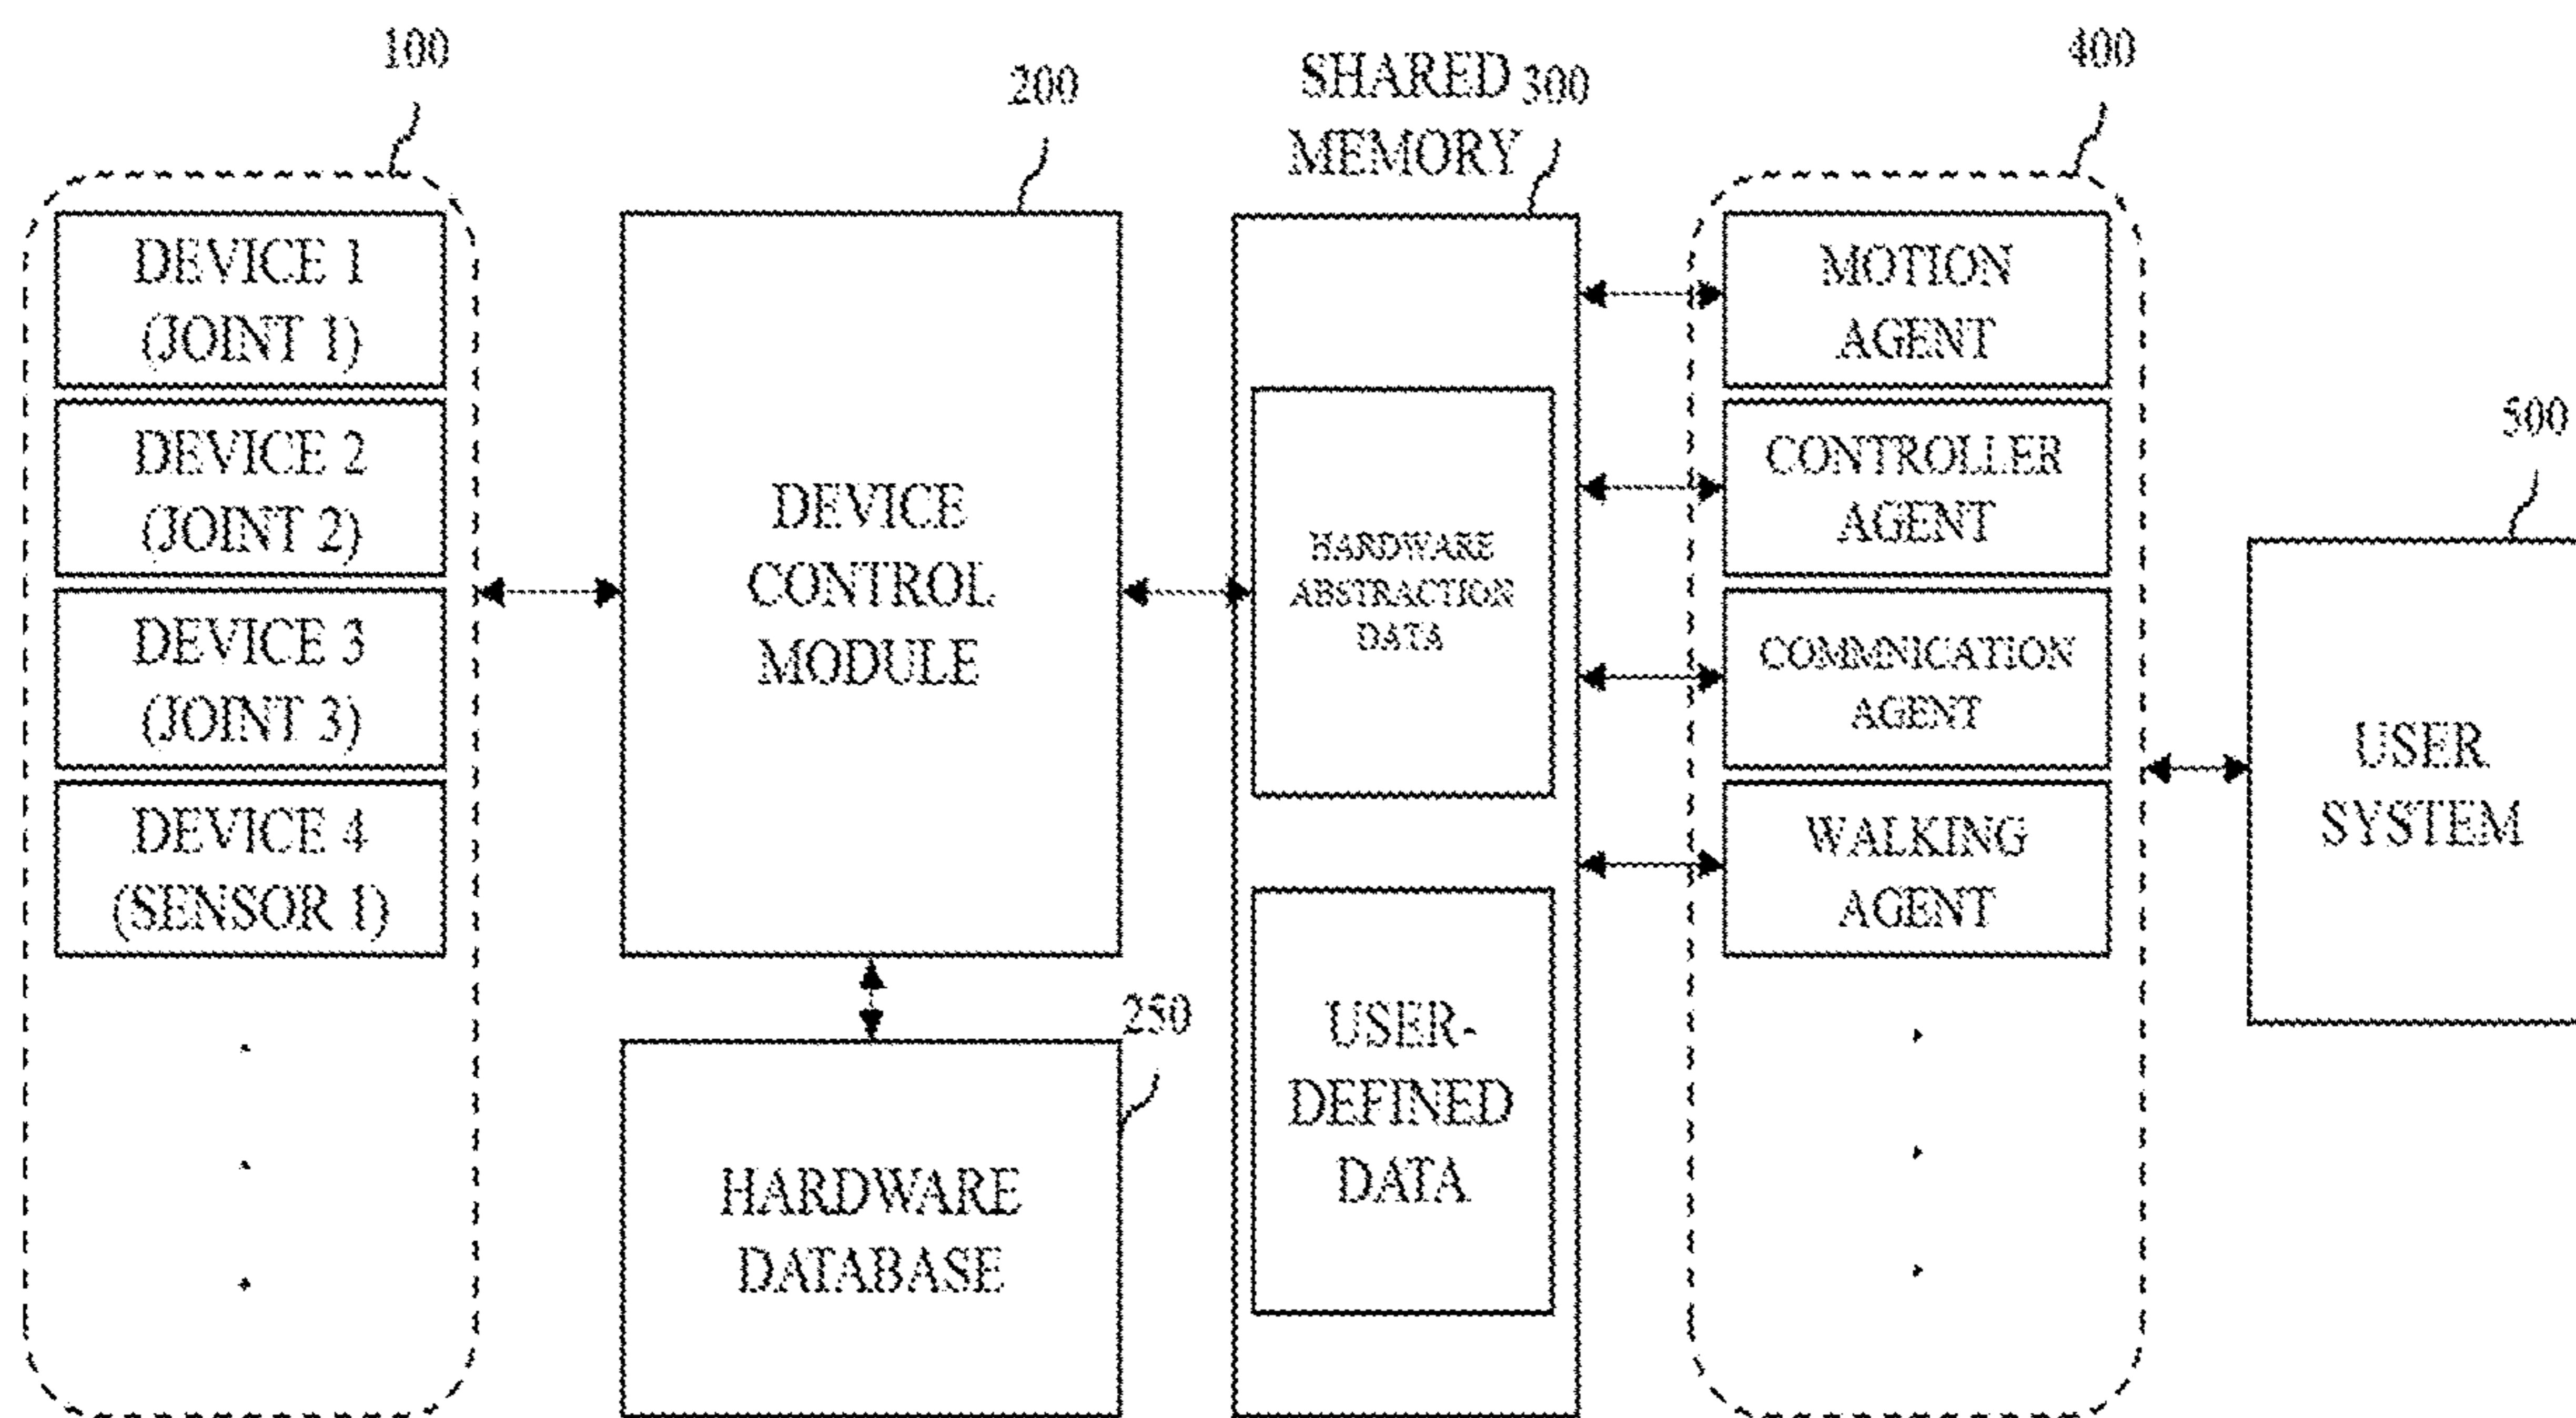 100
DEVICE 1
(JOINT 1)
DEVICE 2
(JOINT 2)
DEVICE 3
(JOINT 3)
DEVICE 4
(SENSOR 1)
200
DEVICE
CONTROL
MODULE
250
HARDWARE
DATABASE
SHARED
MEMORY
300
HARDWARE
ABSTRACTION
DATA
USER-
DEFINED
DATA
400
MOTION
AGENT
CONTROLLER
AGENT
COMMNICATION
AGENT
WALKING
AGENT
500
USER
SYSTEM